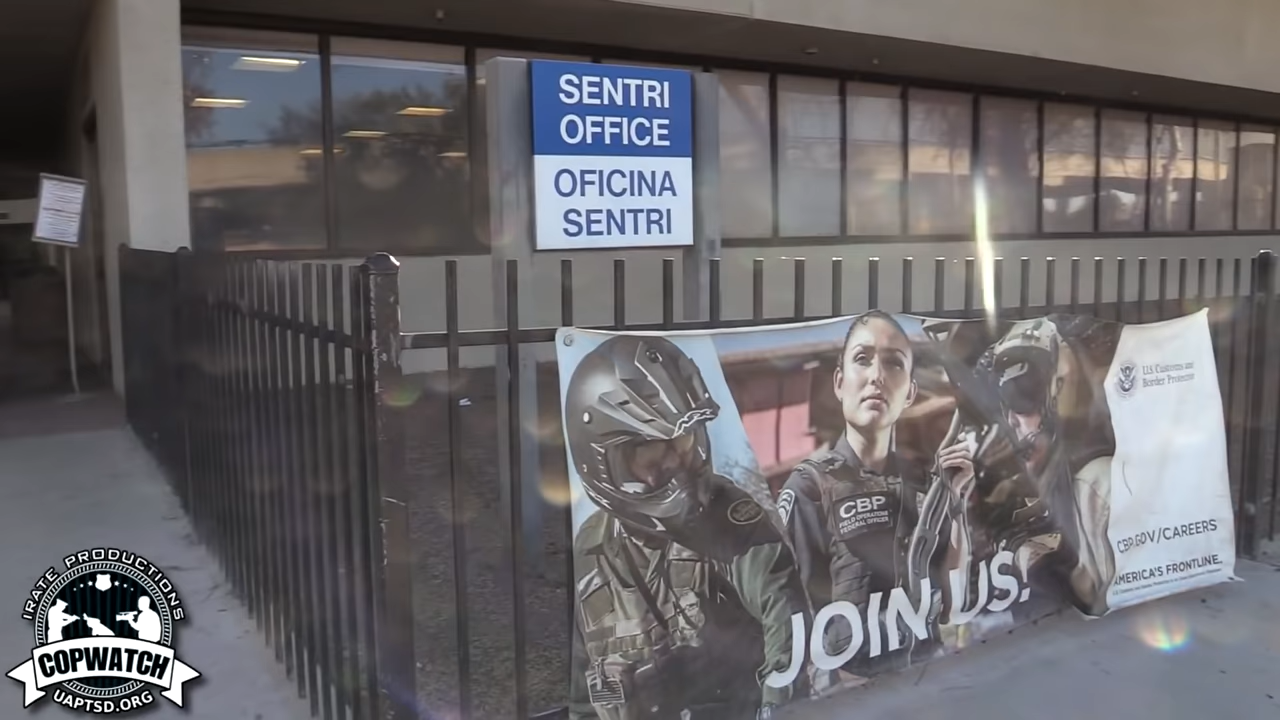 SENTRI
OFFICE
OFICINA
SENTRI
U.S. Customs and
Border Protection
CBP
FIELD OPERATIONS
FEDERAL OFFICER
CBP.GOV/CAREERS
AMERICA'S FRONTLINE
JOIN US!
IRATE PRODUCTIONS
COPWATCH
UAPTSD.ORG